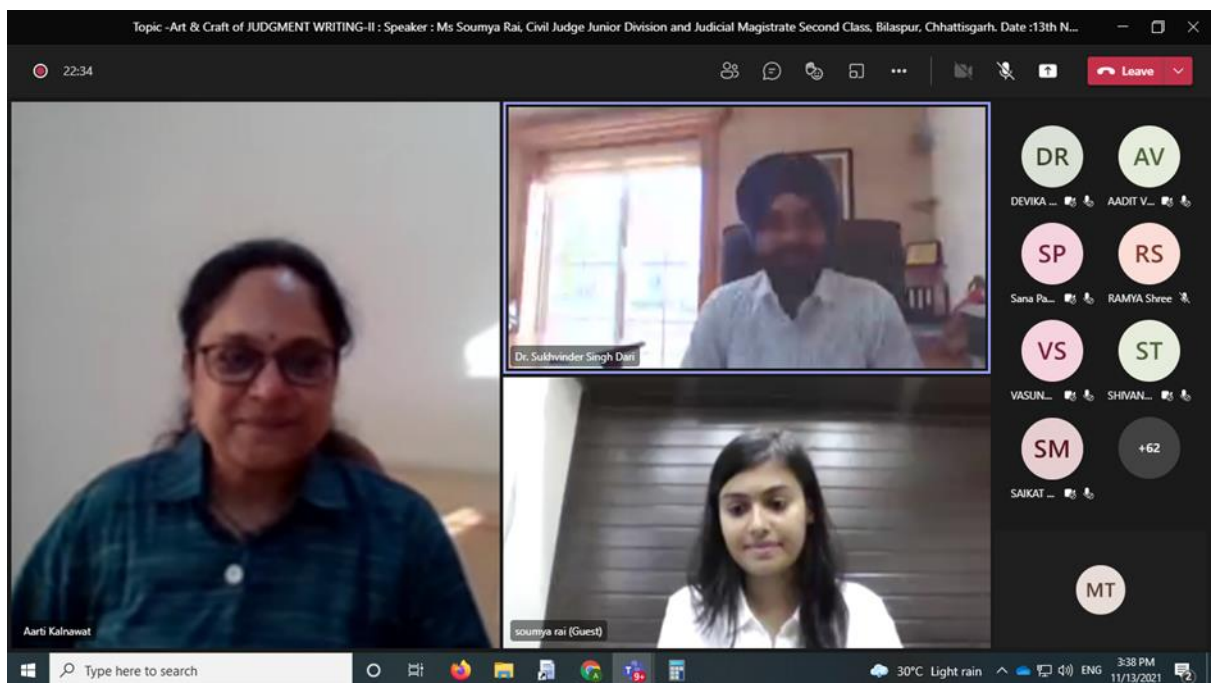 Topic -Art & Craft of JUDGMENT WRITING-II : Speaker : Ms Soumya Rai, Civil Judge Junior Division and Judicial Magistrate Second Class, Bilaspur, Chhattisgarh. Date :13th N...
22:34
Leave
DR
AV
DEVIKA ...
AADIT V...
SP
RS
Sana Pa...
RAMYA Shree
Dr. Sukhvinder Singh Dari
VS
ST
VASUN...
SHIVAN...
SM
+62
SAIKAT ...
MT
Aarti Kalnawat
soumya rai (Guest)
Type here to search
9+
30°C Light rain
ENG
3:38 PM
11/13/2021
2